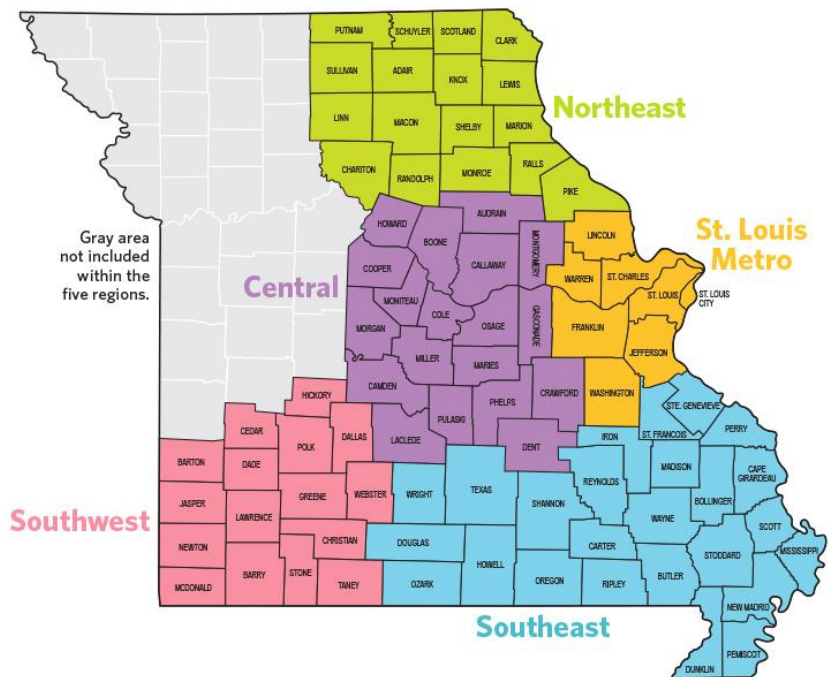 PUTNAM
SCHUYLER
SCOTLAND
CLARK
SULLIVAN
ADAIR
KNOX
LEWIS
Northeast
LINN
MACON
SHELBY
MARION
CHARITON
RANDOLPH
MONROE
RALLS
PIKE
Gray area
not included
within the
five regions.
Central
HOWARD
BOONE
AUDRAIN
CALLAWAY
MONTGOMERY
COOPER
MONITEAU
COLE
OSAGE
GASCONADE
MORGAN
MILLER
MARIES
CAMDEN
PULASKI
PHELPS
CRAWFORD
LACLEDE
DENT
St. Louis
Metro
LINCOLN
WARREN
ST. CHARLES
ST. LOUIS
ST. LOUIS
CITY
FRANKLIN
JEFFERSON
WASHINGTON
Southwest
HICKORY
CEDAR
POLK
DALLAS
BARTON
DADE
GREENE
WEBSTER
JASPER
LAWRENCE
CHRISTIAN
NEWTON
MCDONALD
BARRY
STONE
TANEY
Southeast
STE. GENEVIEVE
ST. FRANCOIS
PERRY
IRON
MADISON
CAPE
GIRARDEAU
WRIGHT
TEXAS
SHANNON
REYNOLDS
BOLLINGER
WAYNE
SCOTT
MISSISSIPPI
DOUGLAS
HOWELL
CARTER
STODDARD
OZARK
OREGON
RIPLEY
BUTLER
NEW MADRID
PEMISCOT
DUNKLIN